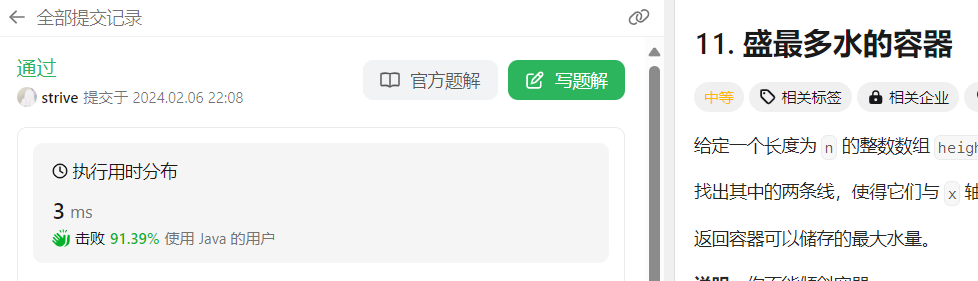 全部提交记录
通过
strive 提交于 2024.02.06 22:08
官方题解
写题解
执行用时分布
3 ms
击败 91.39% 使用 Java 的用户
11. 盛最多水的容器
中等 相关标签 相关企业
给定一个长度为 n 的整数数组 heigh
找出其中的两条线，使得它们与 x 轴
返回容器可以储存的最大水量。